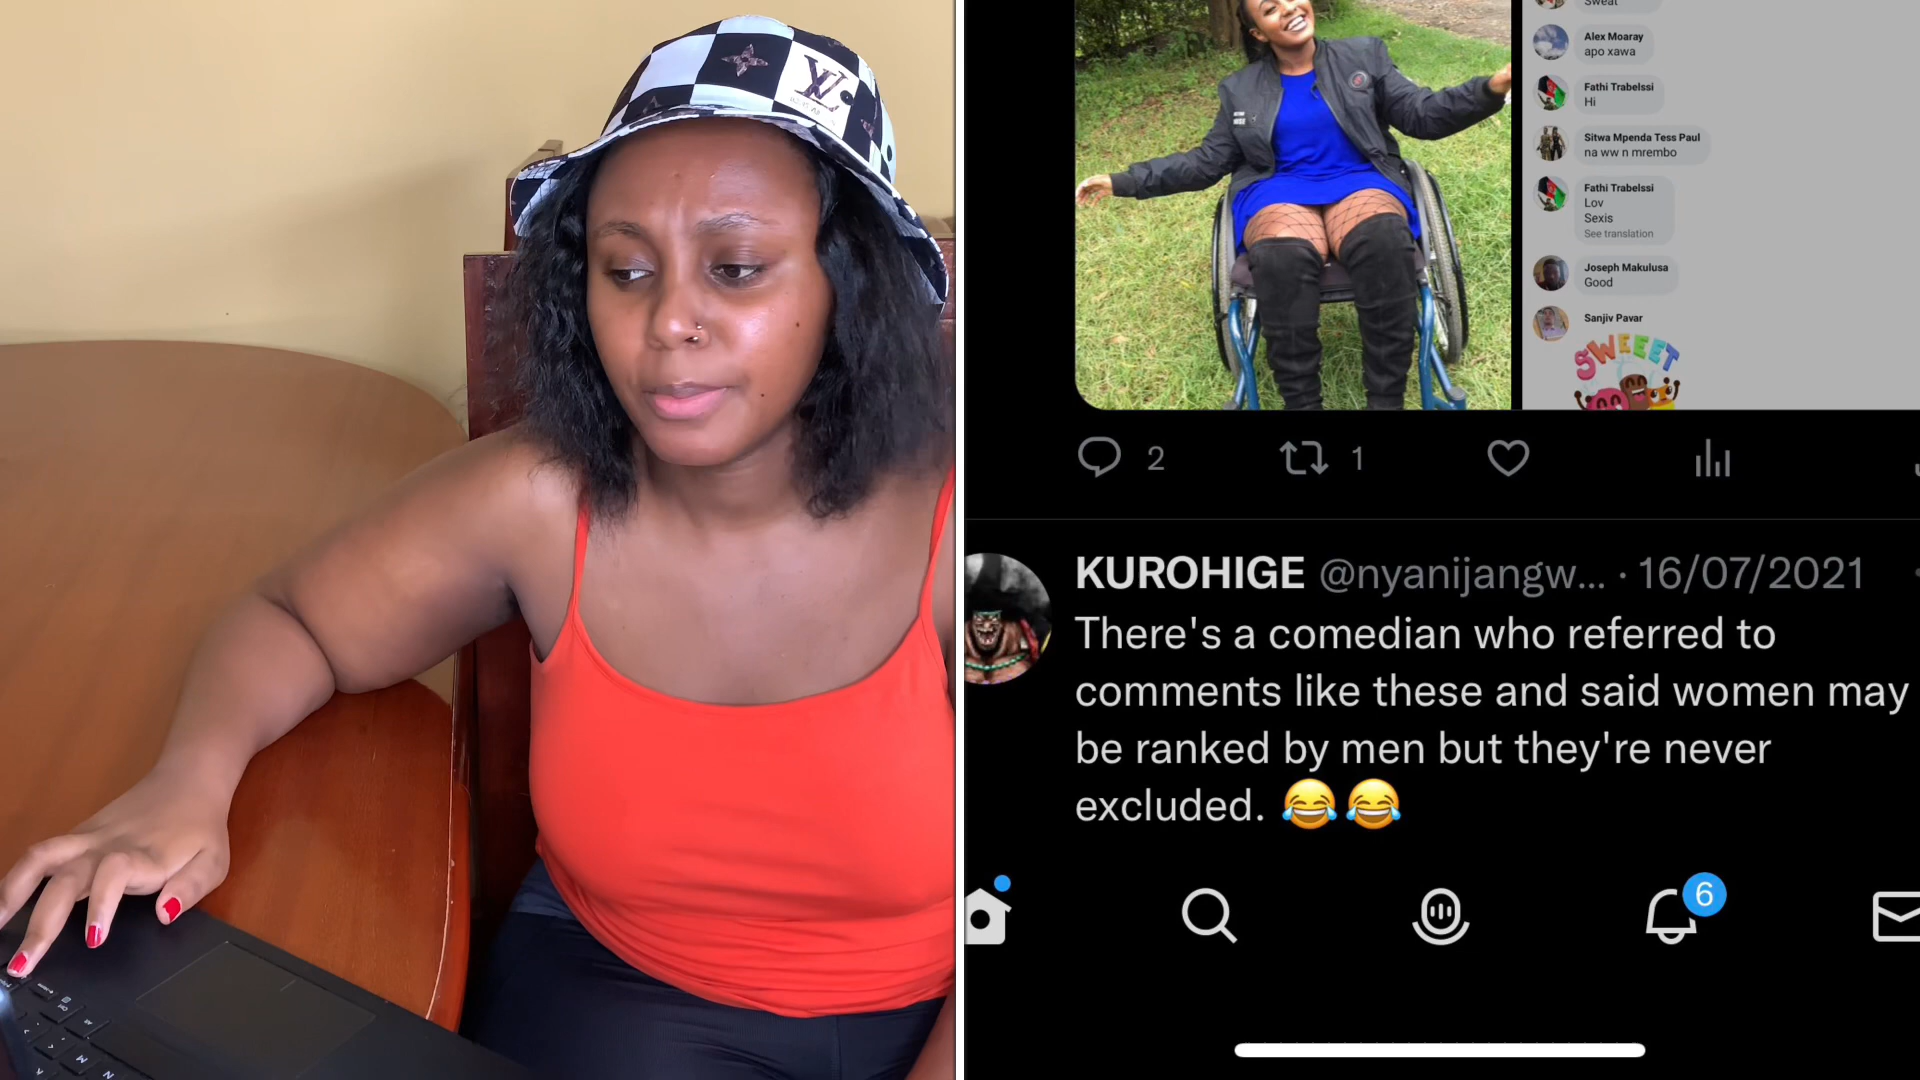 LV
Sweat
Alex Moaray
apo xawa
Fathi Trabelssi
Hi
Sitwa Mpenda Tess Paul
na ww n mrembo
Fathi Trabelssi
Lov
Sexis
See translation
Joseph Makulusa
Good
Sanjiv Pavar
SWEEET
2
1
KUROHIGE @nyanijangw... · 16/07/2021
There's a comedian who referred to
comments like these and said women may
be ranked by men but they're never
excluded. 😂😂
6